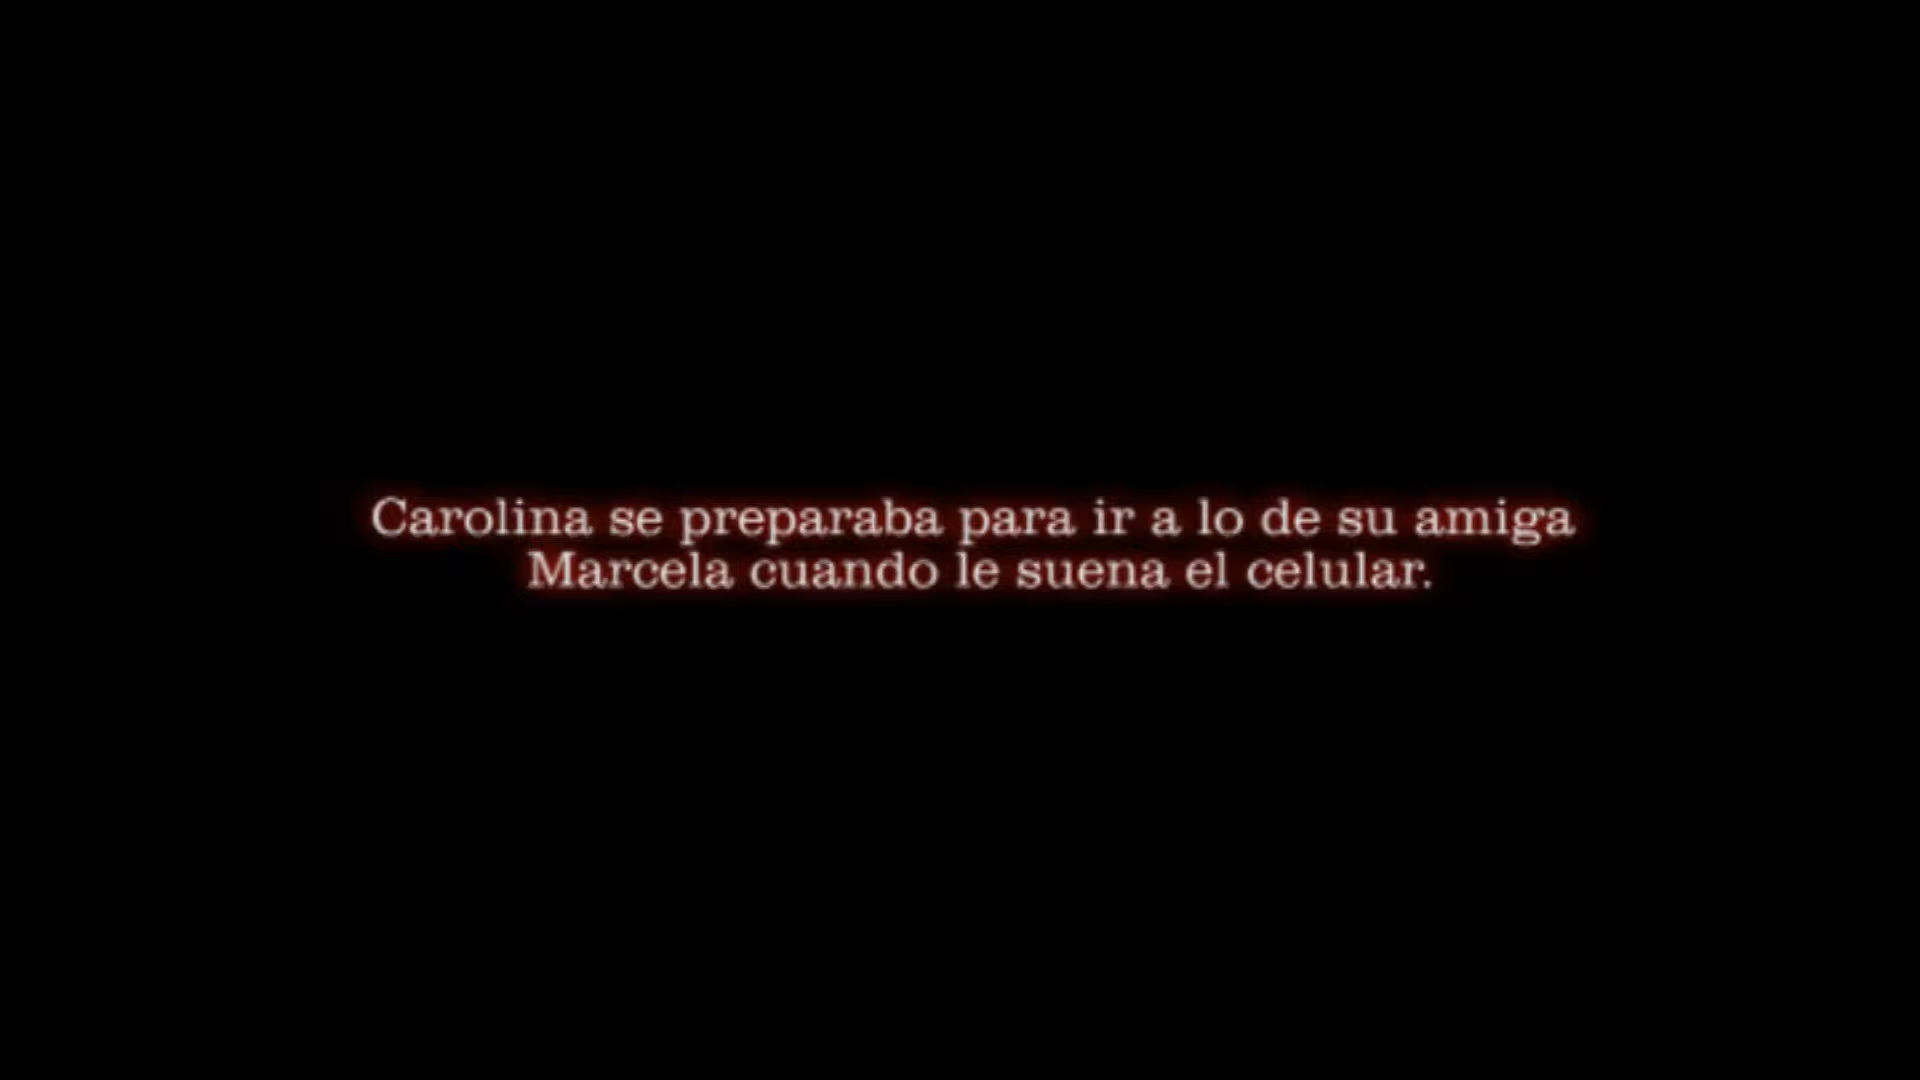 Carolina se preparaba para ir a lo de su amiga
Marcela cuando le suena el celular.